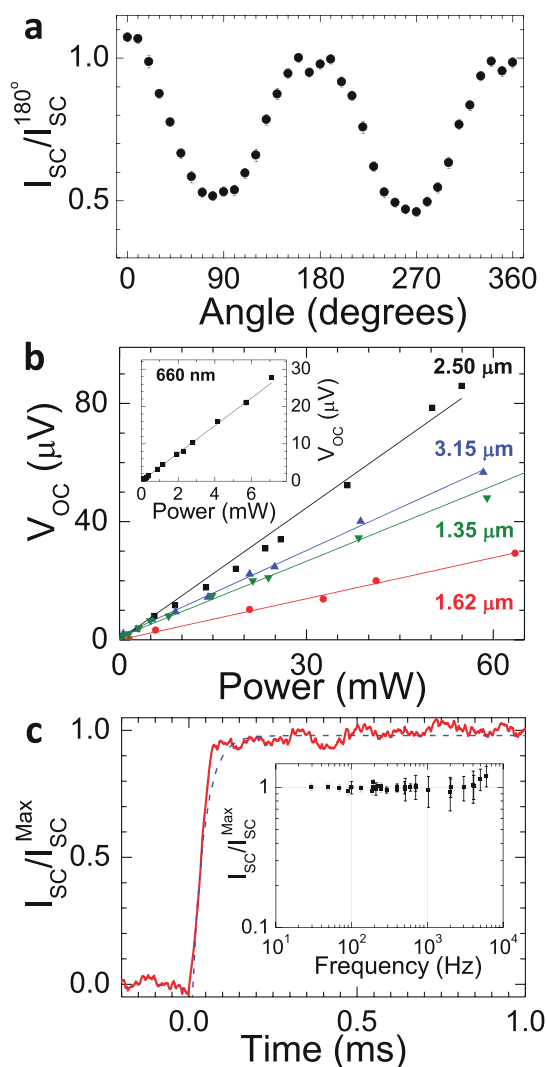 a
1.0
0.5
I_SC/I_SC^180°
0 90 180 270 360
Angle (degrees)
b
80
40
0
V_OC (μV)
660 nm
30
20
10
0
V_OC (μV)
0 2 4 6
Power (mW)
2.50 μm
3.15 μm
1.35 μm
1.62 μm
0 30 60
Power (mW)
c
1.0
0.5
0.0
I_SC/I_SC^Max
1
0.1
I_SC/I_SC^Max
10^1 10^2 10^3 10^4
Frequency (Hz)
0.0 0.5 1.0
Time (ms)